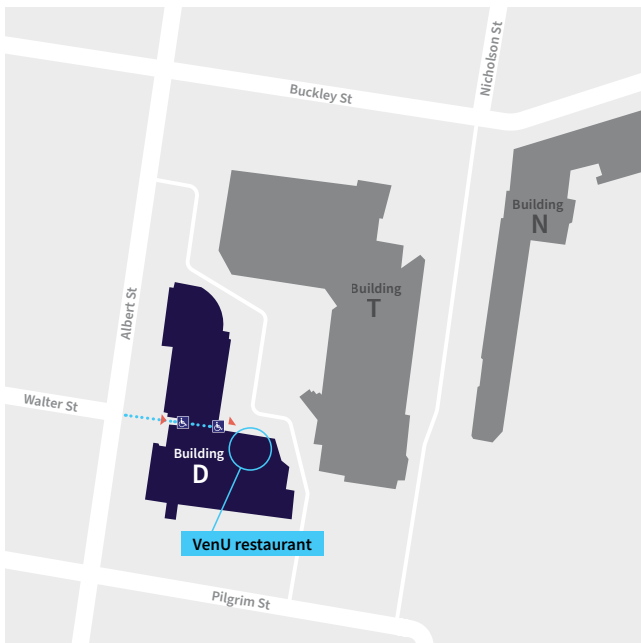 Nicholson St
Buckley St
Building
N
Building
T
Albert St
Walter St
Building
D
VenU restaurant
Pilgrim St